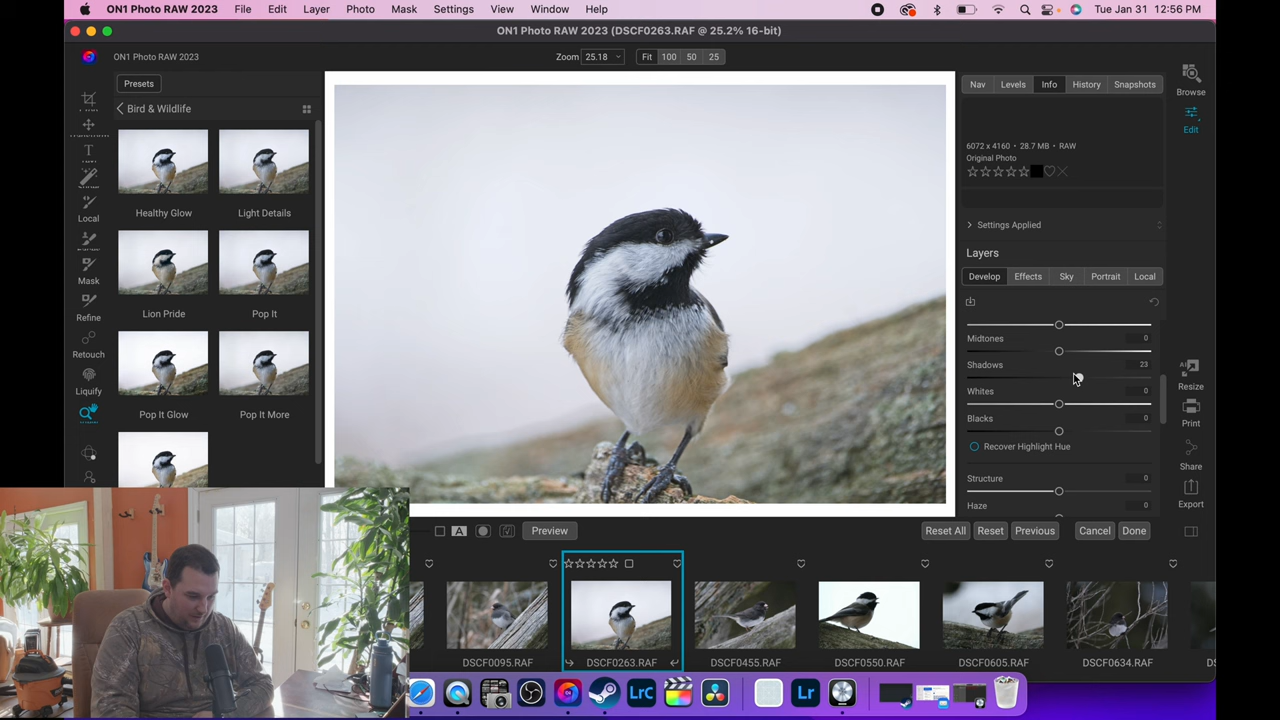 ON1 Photo RAW 2023 File Edit Layer Photo Mask Settings View Window Help Tue Jan 31 12:56 PM
ON1 Photo RAW 2023 (DSCF0263.RAF @ 25.2% 16-bit)
ON1 Photo RAW 2023 Zoom 25.18 Fit 100 50 25
Presets
Bird & Wildlife
Healthy Glow Light Details
Lion Pride Pop It
Pop It Glow Pop It More
Local
Mask
Refine
Retouch
Liquify
Nav Levels Info History Snapshots
6072 x 4160 • 28.7 MB • RAW
Original Photo
Settings Applied
Layers
Develop Effects Sky Portrait Local
Midtones 0
Shadows 23
Whites 0
Blacks 0
Recover Highlight Hue
Structure 0
Haze 0
Browse
Edit
AI
Resize
Print
Share
Export
A Preview Reset All Reset Previous Cancel Done
DSCF0095.RAF DSCF0263.RAF DSCF0455.RAF DSCF0550.RAF DSCF0605.RAF DSCF0634.RAF
LrC Lr